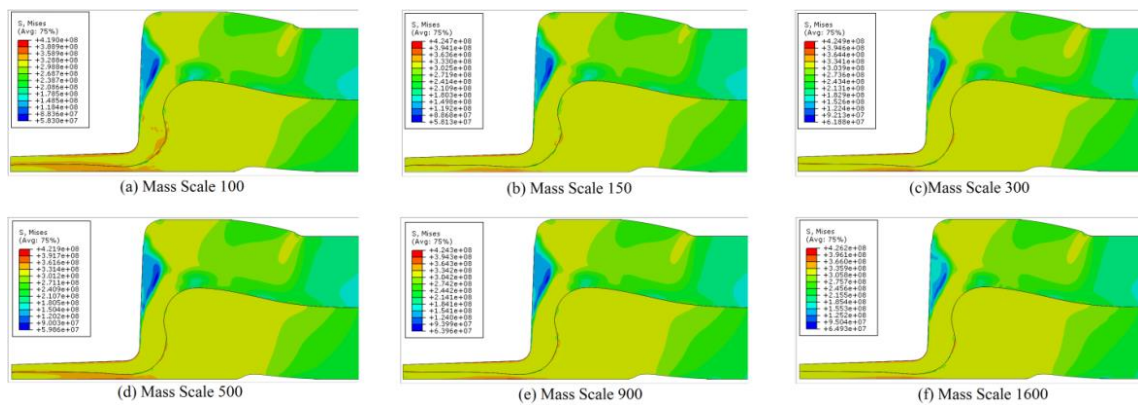 S, Mises
(Avg: 75%)
+4.190e+08
+3.889e+08
+3.589e+08
+3.288e+08
+2.988e+08
+2.687e+08
+2.387e+08
+2.086e+08
+1.785e+08
+1.485e+08
+1.184e+08
+8.836e+07
+5.830e+07
(a) Mass Scale 100
S, Mises
(Avg: 75%)
+4.247e+08
+3.941e+08
+3.636e+08
+3.330e+08
+3.025e+08
+2.719e+08
+2.414e+08
+2.109e+08
+1.803e+08
+1.498e+08
+1.192e+08
+8.868e+07
+5.813e+07
(b) Mass Scale 150
S, Mises
(Avg: 75%)
+4.249e+08
+3.946e+08
+3.644e+08
+3.341e+08
+3.039e+08
+2.736e+08
+2.434e+08
+2.131e+08
+1.829e+08
+1.526e+08
+1.224e+08
+9.213e+07
+6.188e+07
(c)Mass Scale 300
S, Mises
(Avg: 75%)
+4.219e+08
+3.917e+08
+3.616e+08
+3.314e+08
+3.012e+08
+2.711e+08
+2.409e+08
+2.107e+08
+1.805e+08
+1.504e+08
+1.202e+08
+9.003e+07
+5.986e+07
(d) Mass Scale 500
S, Mises
(Avg: 75%)
+4.243e+08
+3.943e+08
+3.643e+08
+3.342e+08
+3.042e+08
+2.742e+08
+2.442e+08
+2.141e+08
+1.841e+08
+1.541e+08
+1.240e+08
+9.399e+07
+6.396e+07
(e) Mass Scale 900
S, Mises
(Avg: 75%)
+4.262e+08
+3.961e+08
+3.660e+08
+3.359e+08
+3.058e+08
+2.757e+08
+2.456e+08
+2.155e+08
+1.854e+08
+1.553e+08
+1.252e+08
+9.504e+07
+6.493e+07
(f) Mass Scale 1600